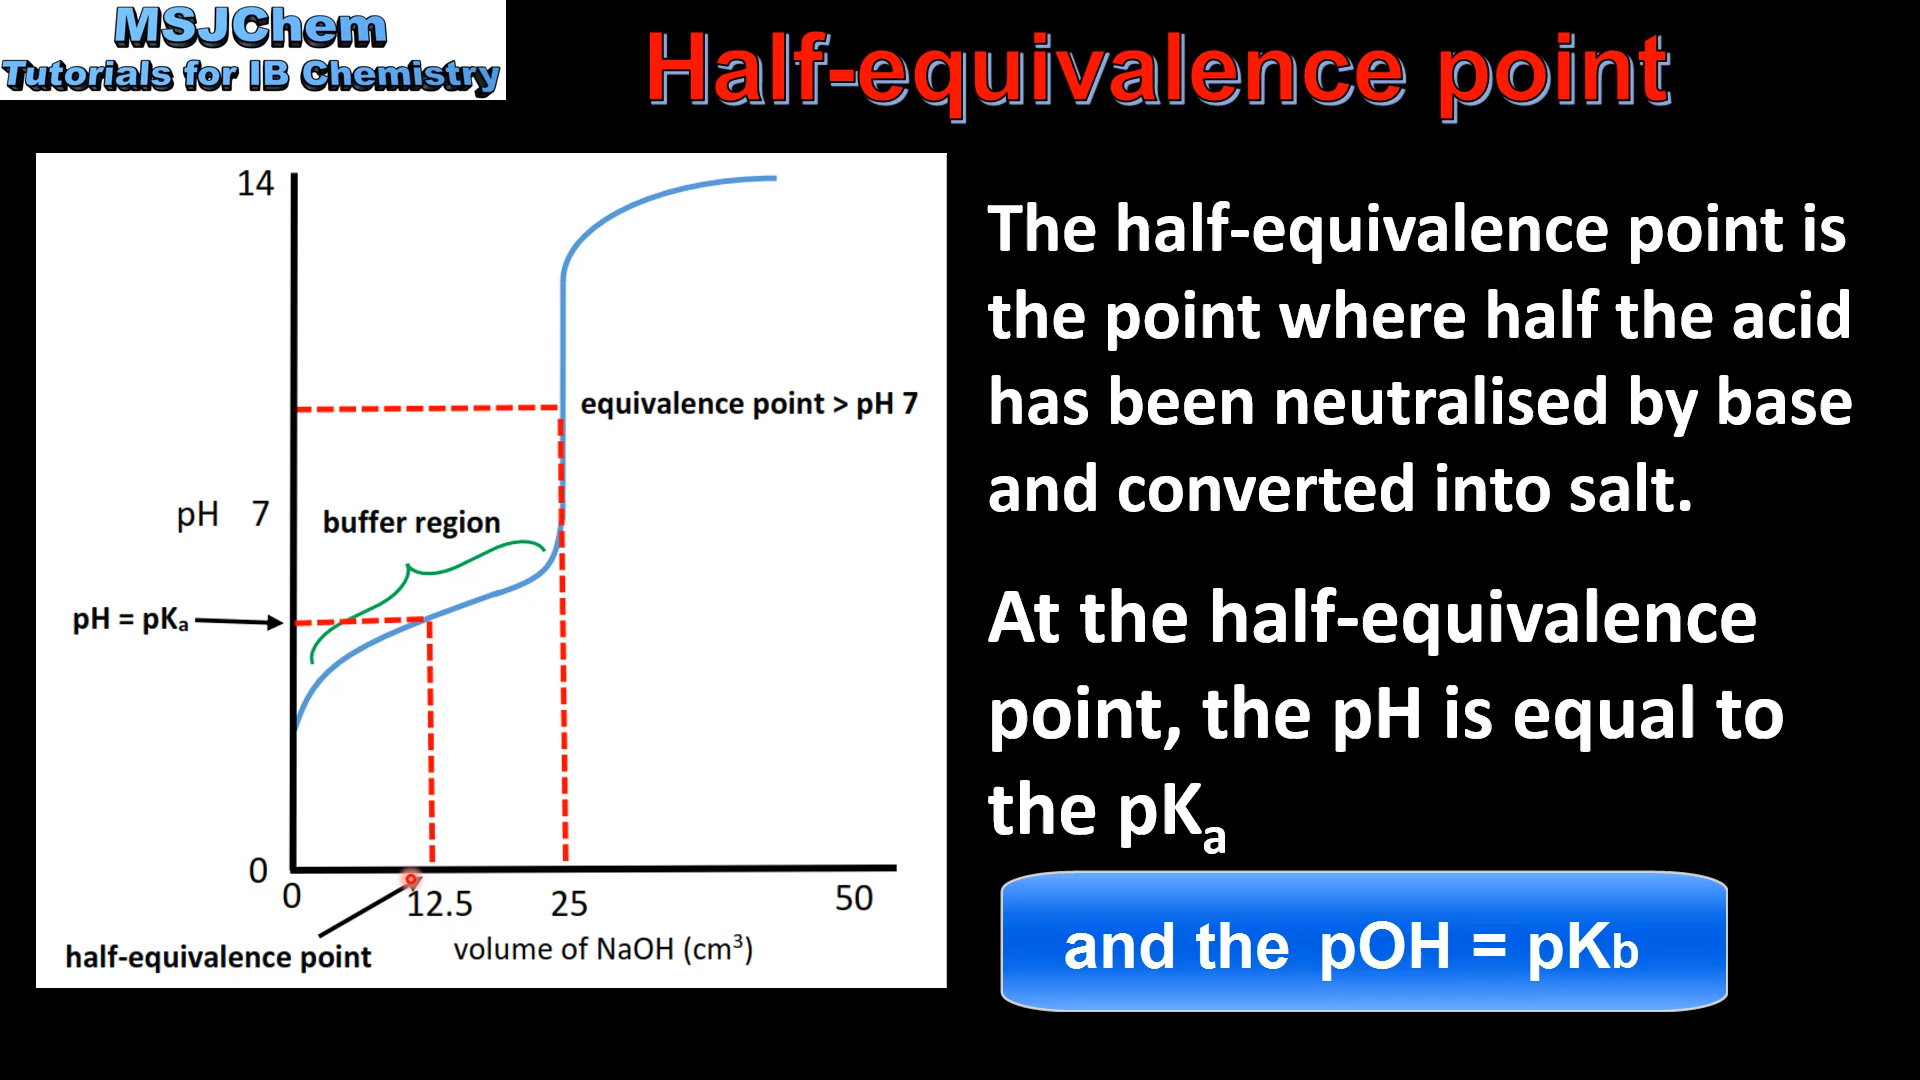 MSJChem
Tutorials for IB Chemistry
Half-equivalence point
14
equivalence point > pH 7
pH 7
buffer region
pH = pKₐ
0
0
12.5
25
50
half-equivalence point
volume of NaOH (cm³)
The half-equivalence point is
the point where half the acid
has been neutralised by base
and converted into salt.
At the half-equivalence
point, the pH is equal to
the pKₐ
and the pOH = pKb